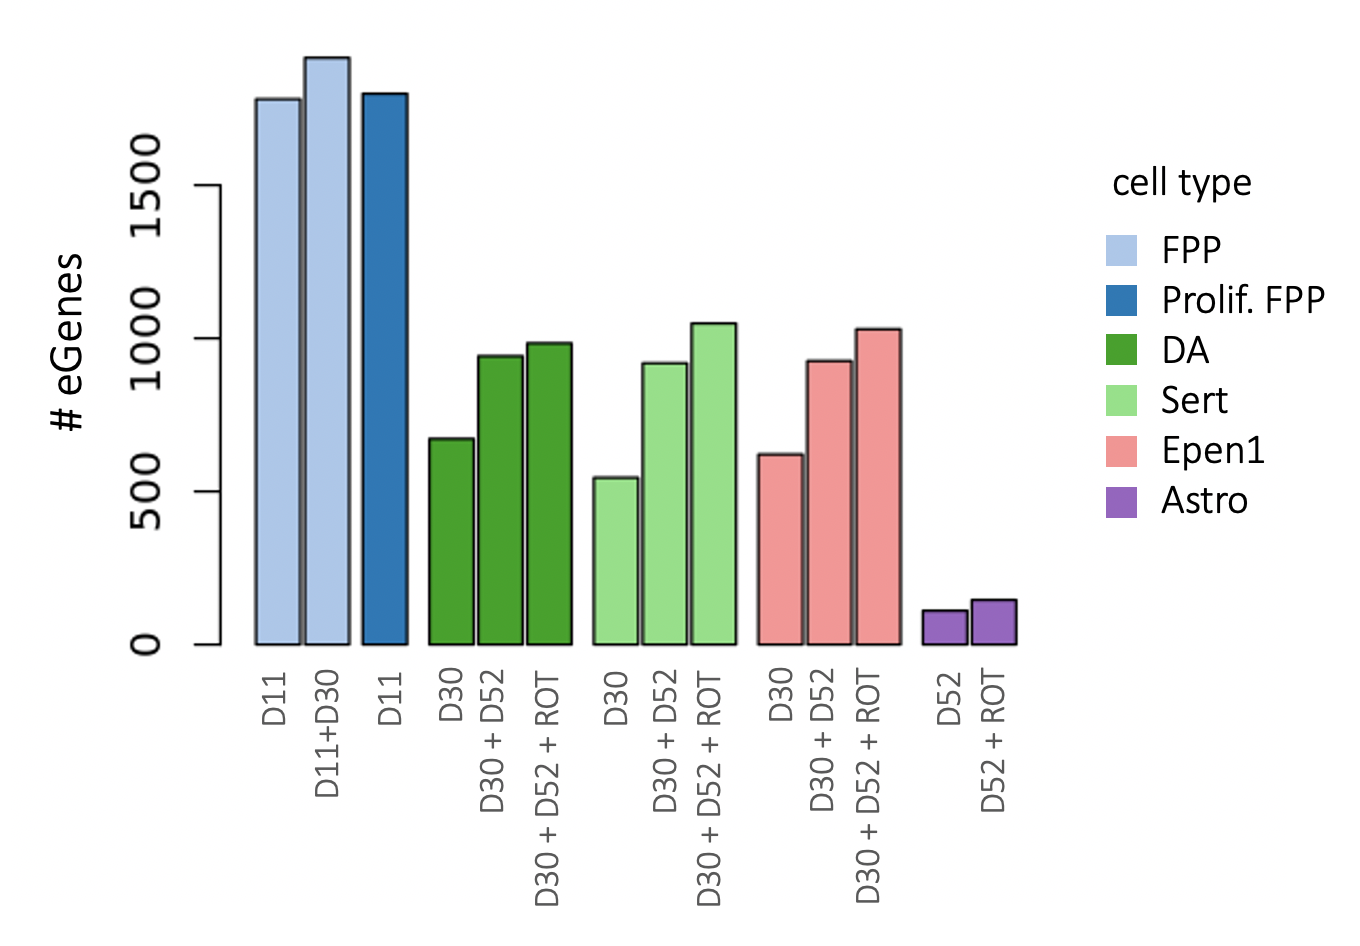 # eGenes
1500
1000
500
0
D11
D11+D30
D11
D30
D30 + D52
D30 + D52 + ROT
D30
D30 + D52
D30 + D52 + ROT
D30
D30 + D52
D30 + D52 + ROT
D52
D52 + ROT
cell type
FPP
Prolif. FPP
DA
Sert
Epen1
Astro